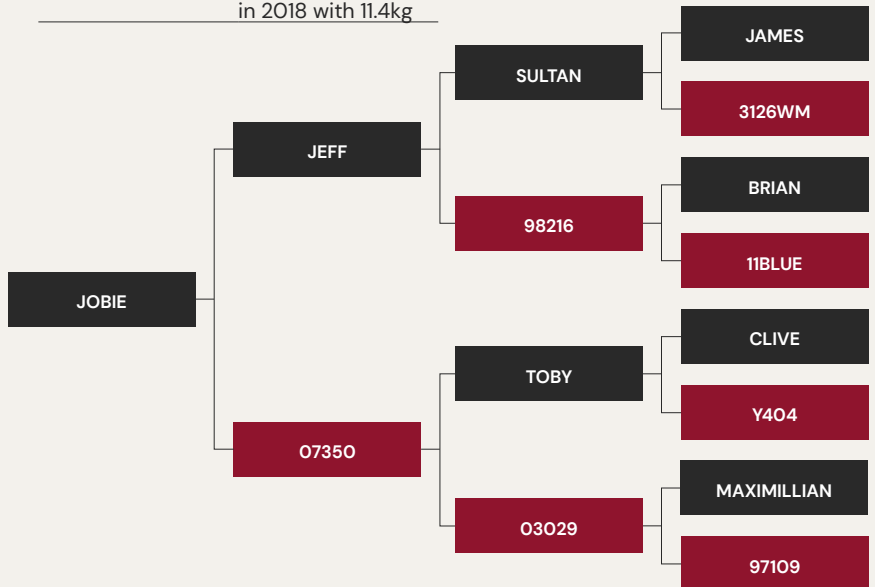 in 2018 with 11.4kg
JAMES
SULTAN
3126WM
JEFF
BRIAN
98216
11BLUE
JOBIE
CLIVE
TOBY
Y404
07350
MAXIMILLIAN
03029
97109